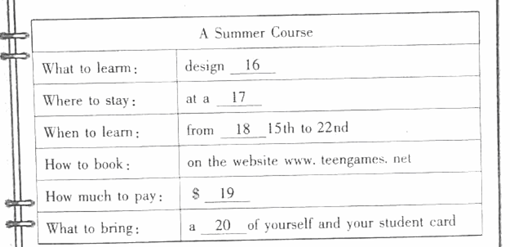 A Summer Course
What to learn: design 16
Where to stay: at a 17
When to learn: from 18 15th to 22nd
How to book: on the website www. teengames. net
How much to pay: $ 19
What to bring: a 20 of yourself and your student card